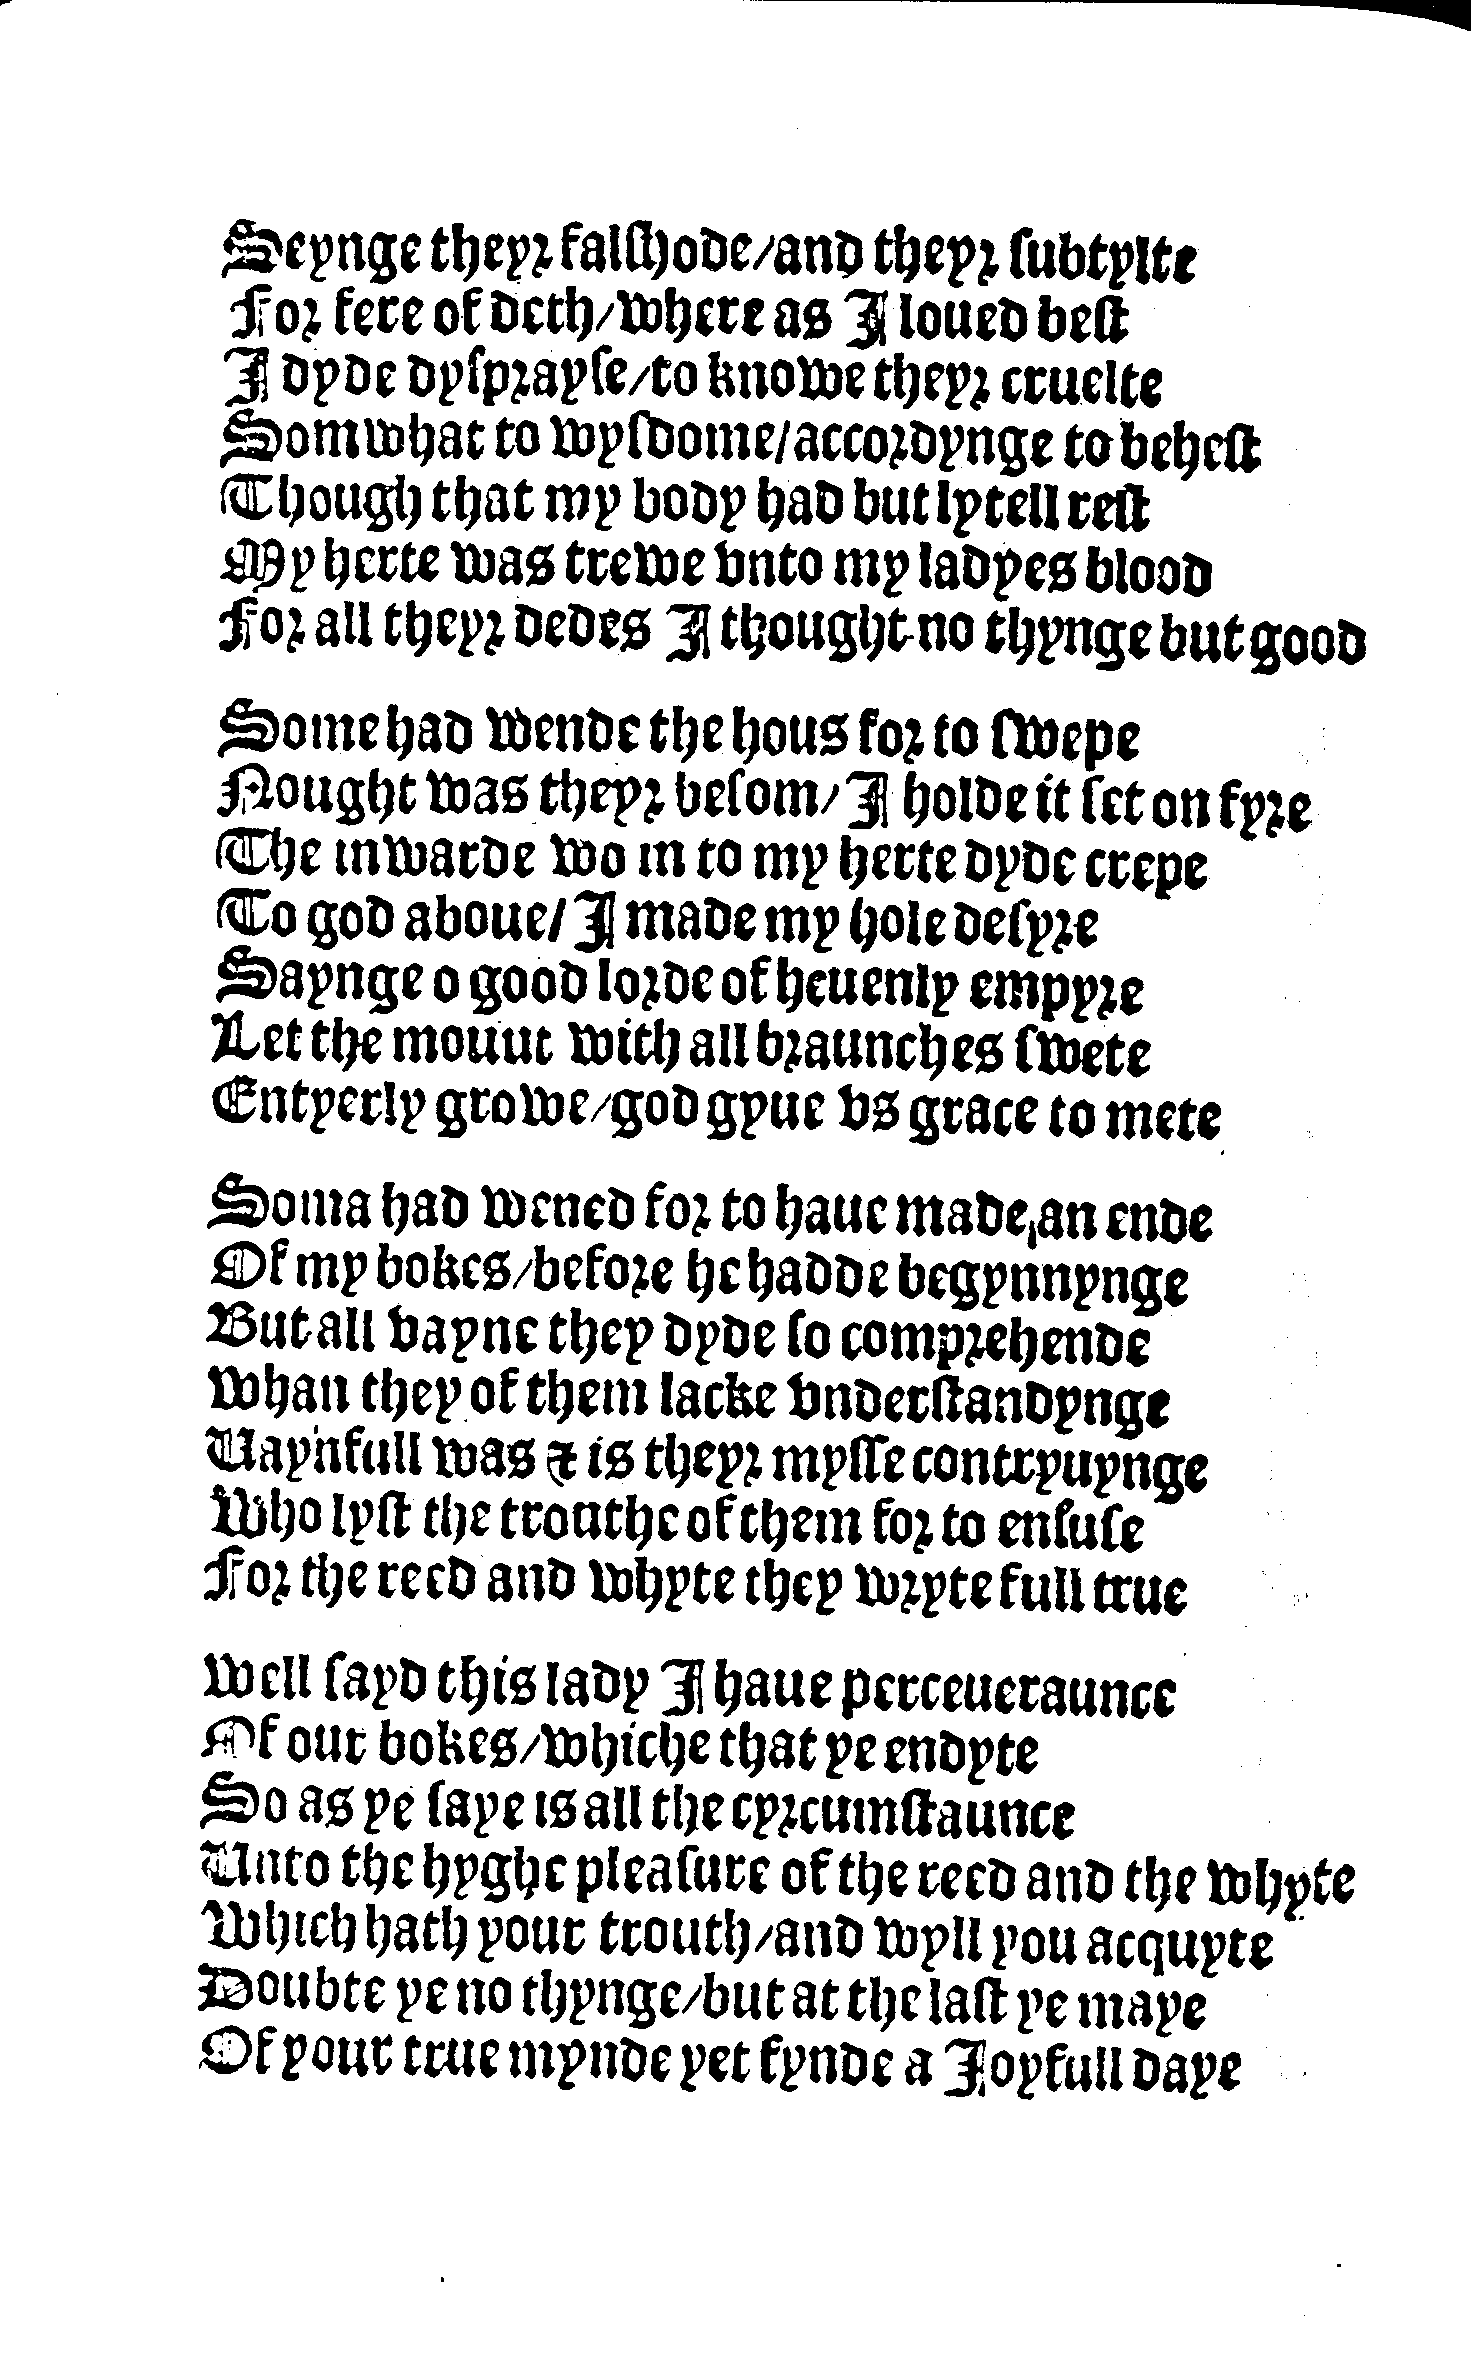 Seynge theyr falshode/and theyr subtylte
For fere of deth/where as I loued best
I dyde dysprayse/to knowe theyr cruelte
Somwhat to wysdome/accordynge to behest
Though that my body had but lytell rest
My herte was trewe vnto my ladyes blood
For all theyr dedes I thought no thynge but good

Some had wende the hous for to swepe
Nought was theyr besom/I holde it set on fyre
The inwarde wo in to my herte dyde crepe
To god aboue/I made my hole desyre
Saynge o good lorde of heuenly empyre
Let the mouut with all braunches swete
Entyerly growe/god gyue vs grace to mete

Soma had wened for to haue made,an ende
Of my bokes/before he hadde begynnynge
But all vayne they dyde so comprehende
Whan they of them lacke vnderstandynge
Uaynfull was & is theyr mysse contryuynge
Who lyst the trouthe of them for to ensuse
For the reed and whyte they wryte full true

Well sayd this lady I haue perceueraunce
Of our bokes/whiche that ye endyte
So as ye saye is all the cyrcumstaunce
Unto the hyghe pleasure of the reed and the whyte
Which hath your trouth/and wyll you acquyte
Doubte ye no thynge/but at the last ye maye
Of your true mynde yet fynde a Joyfull daye